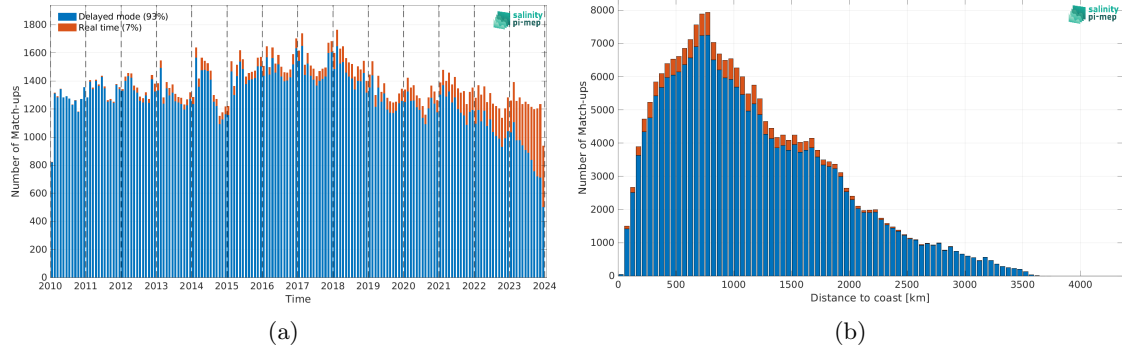 Delayed mode (93%)
Real time (7%)
salinity
pi-mep
Number of Match-ups
1800
1600
1400
1200
1000
800
600
400
200
0
2010 2011 2012 2013 2014 2015 2016 2017 2018 2019 2020 2021 2022 2023 2024
Time
(a)
salinity
pi-mep
Number of Match-ups
8000
7000
6000
5000
4000
3000
2000
1000
0
0 500 1000 1500 2000 2500 3000 3500 4000
Distance to coast [km]
(b)